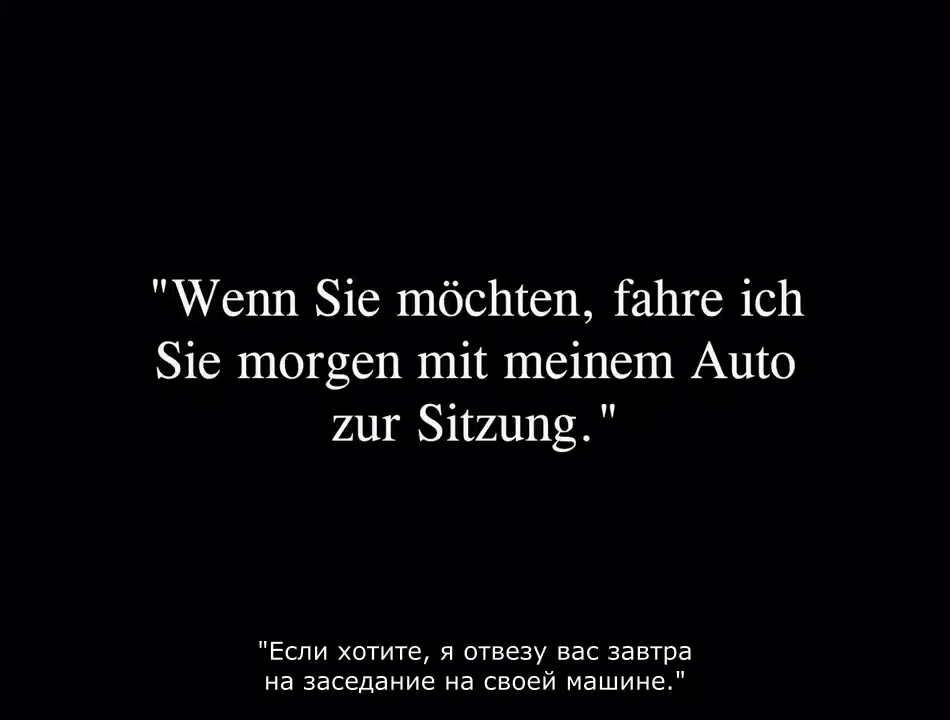 "Wenn Sie möchten, fahre ich
Sie morgen mit meinem Auto
zur Sitzung."
"Если хотите, я отвезу вас завтра
на заседание на своей машине."